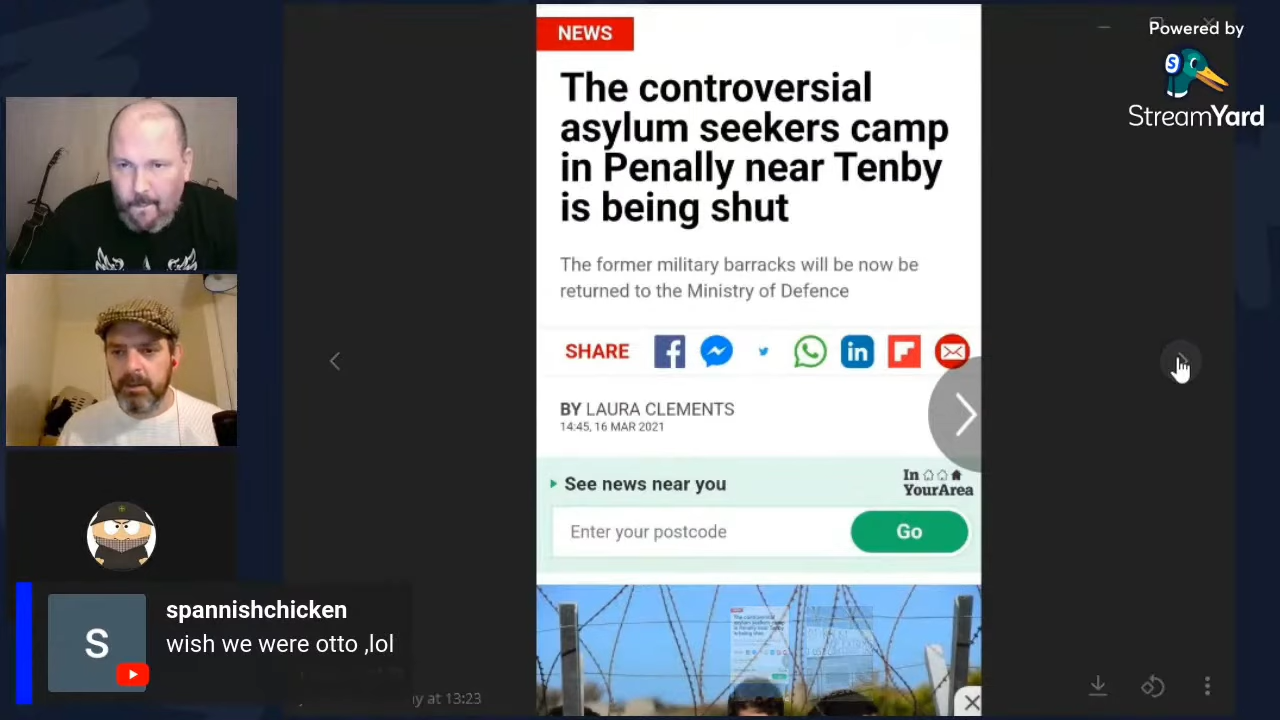 Powered by
StreamYard
NEWS
The controversial
asylum seekers camp
in Penally near Tenby
is being shut
The former military barracks will be now be
returned to the Ministry of Defence
SHARE
BY LAURA CLEMENTS
14:45, 16 MAR 2021
See news near you
In
YourArea
Enter your postcode
Go
S
spannishchicken
wish we were otto ,lol
at 13:23